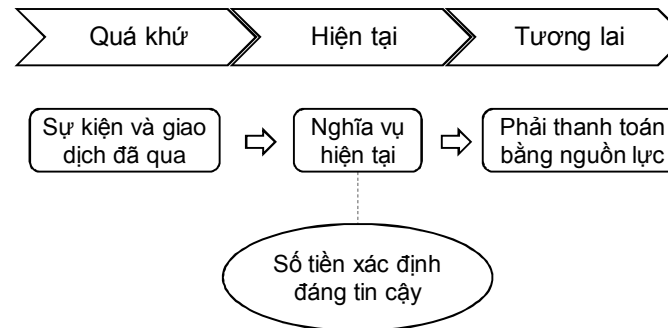 Quá khứ
Hiện tại
Tương lai
Sự kiện và giao
dịch đã qua
Nghĩa vụ
hiện tại
Phải thanh toán
bằng nguồn lực
Số tiền xác định
đáng tin cậy